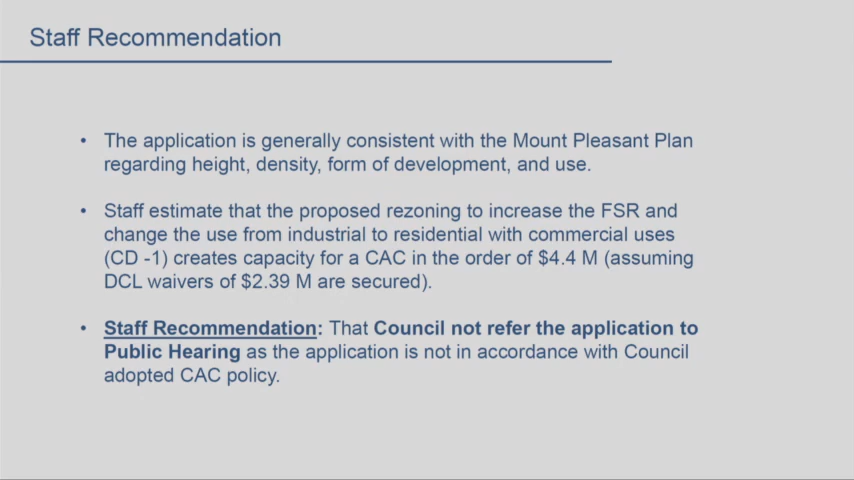 Staff Recommendation
• The application is generally consistent with the Mount Pleasant Plan
regarding height, density, form of development, and use.
• Staff estimate that the proposed rezoning to increase the FSR and
change the use from industrial to residential with commercial uses
(CD -1) creates capacity for a CAC in the order of $4.4 M (assuming
DCL waivers of $2.39 M are secured).
• Staff Recommendation: That Council not refer the application to
Public Hearing as the application is not in accordance with Council
adopted CAC policy.